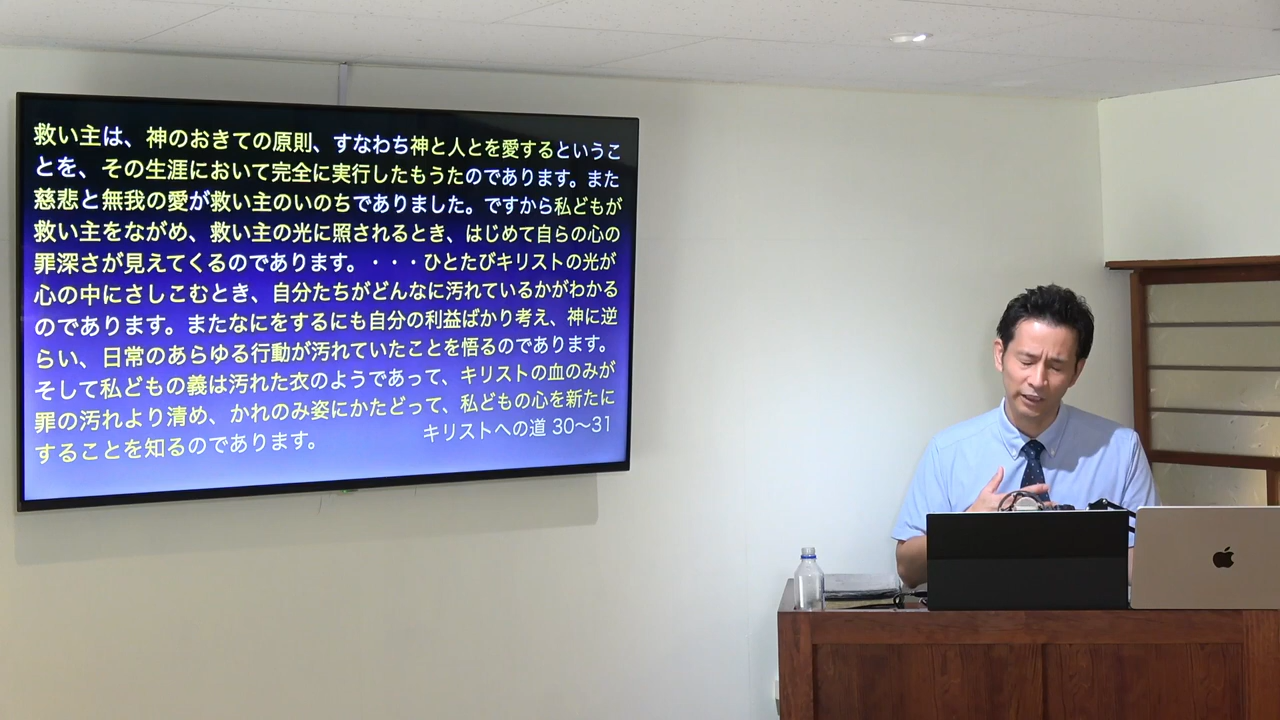 救い主は、神のおきての原則、すなわち神と人とを愛するというこ
とを、その生涯において完全に実行したもうたのであります。また
慈悲と無我の愛が救い主のいのちでありました。ですから私どもが
救い主をながめ、救い主の光に照されるとき、はじめて自らの心の
罪深さが見えてくるのであります。・・・ひとたびキリストの光が
心の中にさしこむとき、自分たちがどんなに汚れているかがわかる
のであります。またなにをするにも自分の利益ばかり考え、神に逆
らい、日常のあらゆる行動が汚れていたことを悟るのであります。
そして私どもの義は汚れた衣のようであって、キリストの血のみが
罪の汚れより清め、かれのみ姿にかたどって、私どもの心を新たに
することを知るのであります。
キリストへの道 30〜31